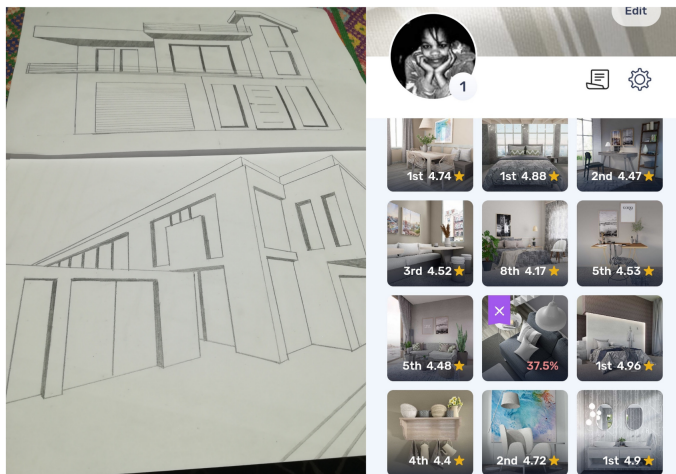 Edit
1
1st 4.74
1st 4.88
2nd 4.47
3rd 4.52
8th 4.17
5th 4.53
5th 4.48
37.5%
1st 4.96
4th 4.4
2nd 4.72
1st 4.9